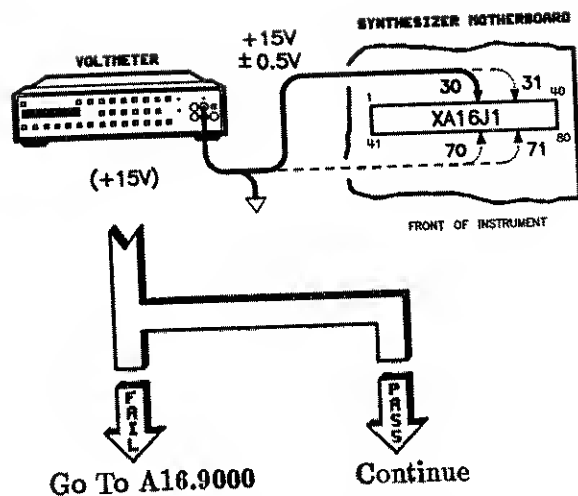 SYNTHESIZER MOTHERBOARD
+15V
± 0.5V
VOLTMETER
30
31
1
40
XA16J1
41
80
70
71
(+15V)
FRONT OF INSTRUMENT
FAIL
PASS
Go To A16.9000
Continue